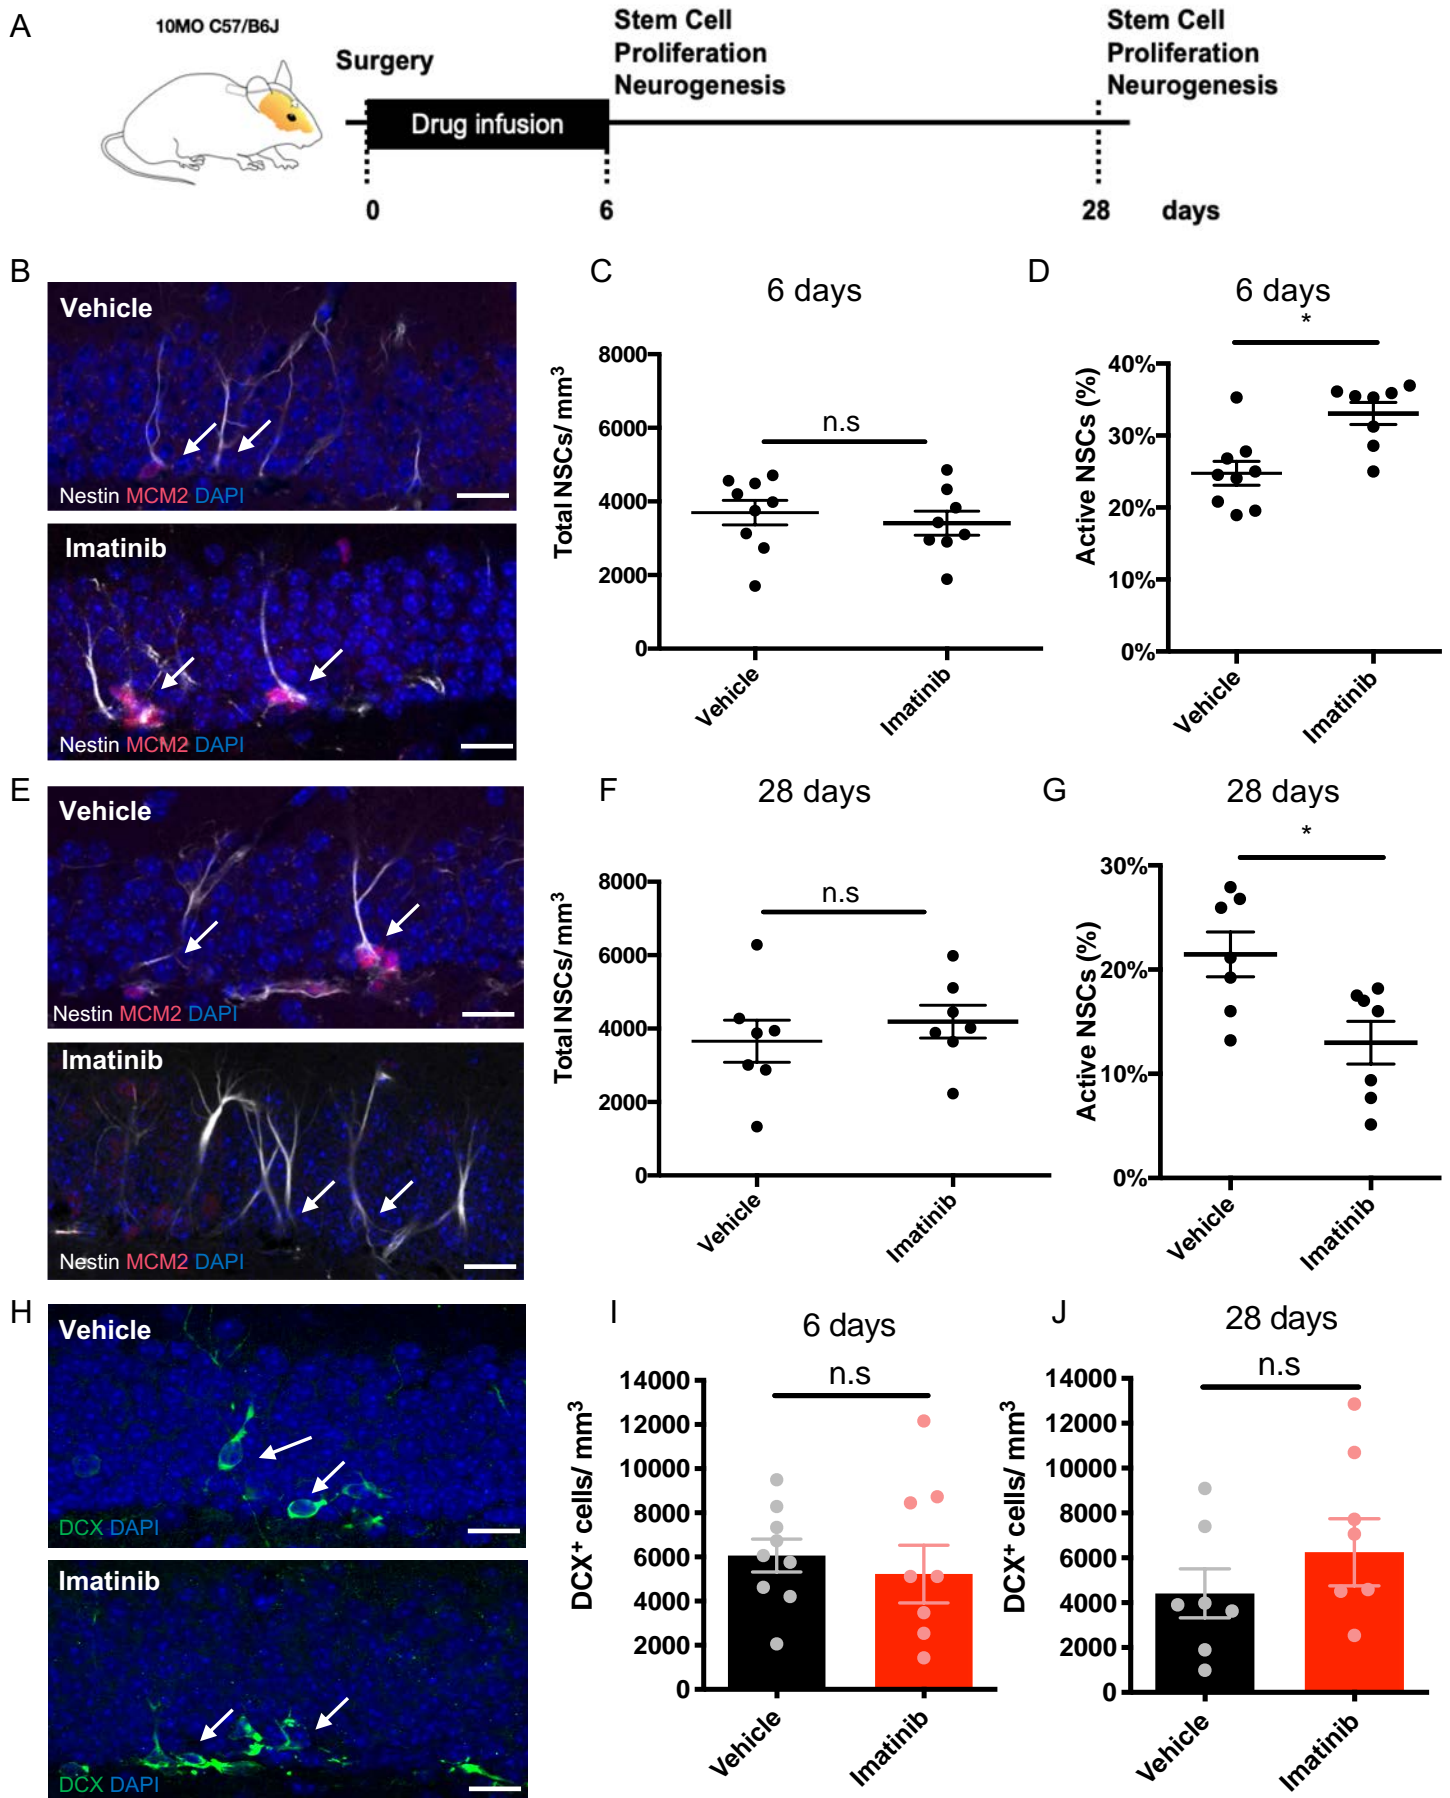 A
10MO C57/B6J
Surgery
Drug infusion
Stem Cell
Proliferation
Neurogenesis
Stem Cell
Proliferation
Neurogenesis
0
6
28
days
B
Vehicle
Nestin MCM2 DAPI
Imatinib
Nestin MCM2 DAPI
C
6 days
n.s
Total NSCs/ mm³
8000
6000
4000
2000
0
Vehicle
Imatinib
D
6 days
*
Active NSCs (%)
40%
30%
20%
10%
0%
Vehicle
Imatinib
E
Vehicle
Nestin MCM2 DAPI
Imatinib
Nestin MCM2 DAPI
F
28 days
n.s
Total NSCs/ mm³
8000
6000
4000
2000
0
Vehicle
Imatinib
G
28 days
*
Active NSCs (%)
30%
20%
10%
0%
Vehicle
Imatinib
H
Vehicle
DCX DAPI
Imatinib
DCX DAPI
I
6 days
n.s
DCX⁺ cells/ mm³
14000
12000
10000
8000
6000
4000
2000
0
Vehicle
Imatinib
J
28 days
n.s
DCX⁺ cells/ mm³
14000
12000
10000
8000
6000
4000
2000
0
Vehicle
Imatinib